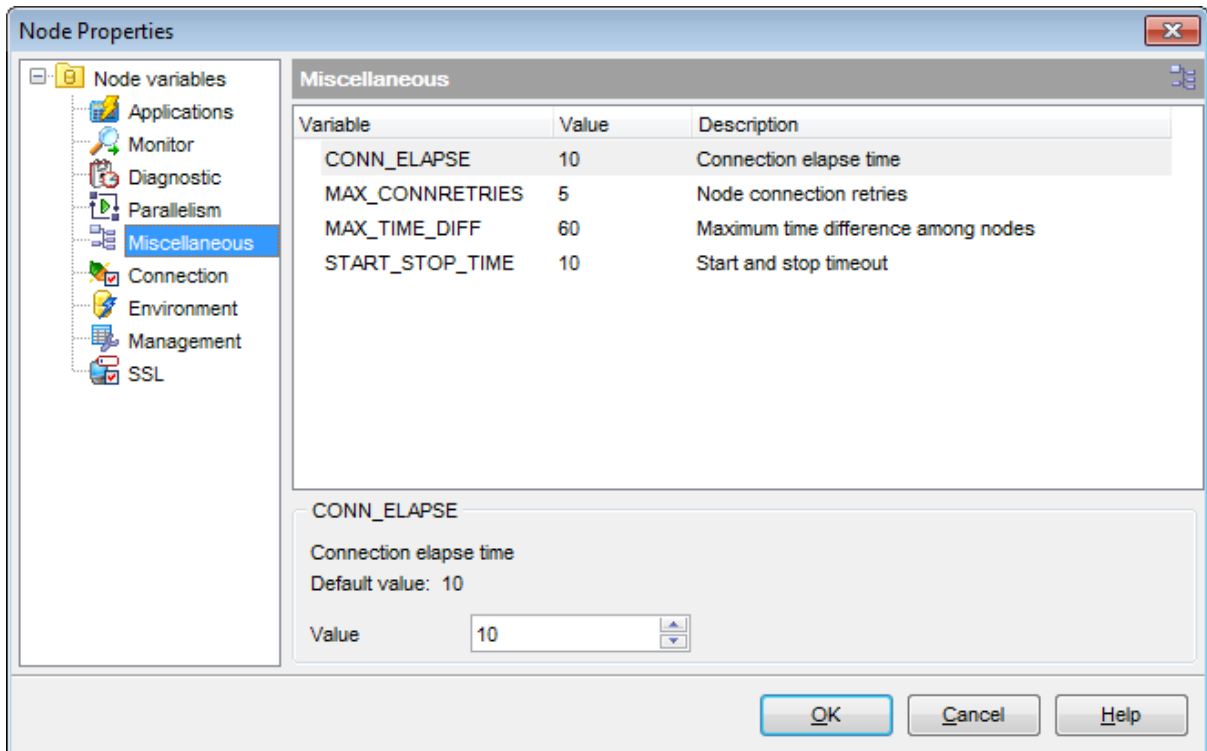 Node Properties
Node variables
Applications
Monitor
Diagnostic
Parallelism
Miscellaneous
Connection
Environment
Management
SSL
Miscellaneous
Variable Value Description
CONN_ELAPSE 10 Connection elapse time
MAX_CONNRETRIES 5 Node connection retries
MAX_TIME_DIFF 60 Maximum time difference among nodes
START_STOP_TIME 10 Start and stop timeout
CONN_ELAPSE
Connection elapse time
Default value: 10
Value 10
OK Cancel Help